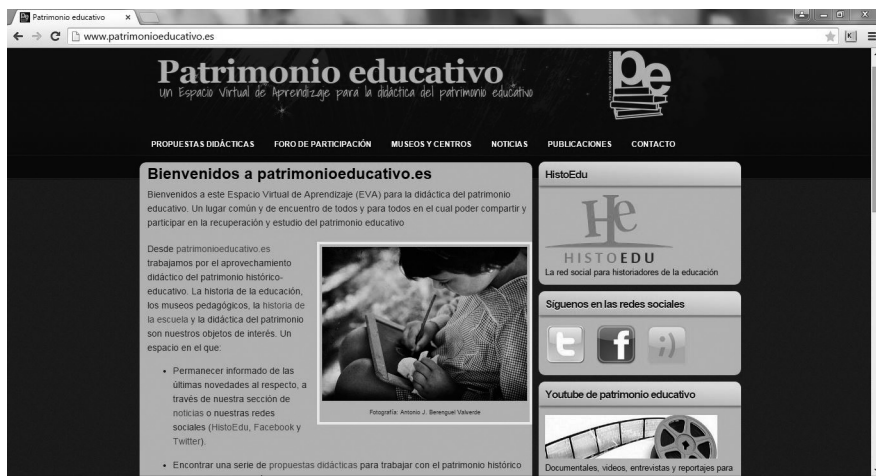 Patrimonio educativo
www.patrimonioeducativo.es
Patrimonio educativo
un Espacio Virtual de Aprendizaje para la didáctica del patrimonio educativo
pe
PROPUESTAS DIDÁCTICAS FORO DE PARTICIPACIÓN MUSEOS Y CENTROS NOTICIAS PUBLICACIONES CONTACTO
Bienvenidos a patrimonioeducativo.es
Bienvenidos a este Espacio Virtual de Aprendizaje (EVA) para la didáctica del patrimonio
educativo. Un lugar común y de encuentro de todos y para todos en el cual poder compartir y
participar en la recuperación y estudio del patrimonio educativo
Desde patrimonioeducativo.es
trabajamos por el aprovechamiento
didáctico del patrimonio histórico-
educativo. La historia de la educación,
los museos pedagógicos, la historia de
la escuela y la didáctica del patrimonio
son nuestros objetos de interés. Un
espacio en el que:
• Permanecer informado de las
últimas novedades al respecto, a
través de nuestra sección de
noticias o nuestras redes
sociales (HistoEdu, Facebook y
Twitter).
• Encontrar una serie de propuestas didácticas para trabajar con el patrimonio histórico
Fotografía: Antonio J. Berenguel Valverde
HistoEdu
He
HISTOEDU
La red social para historiadores de la educación
Síguenos en las redes sociales
t f ;)
Youtube de patrimonio educativo
Documentales, videos, entrevistas y reportajes para